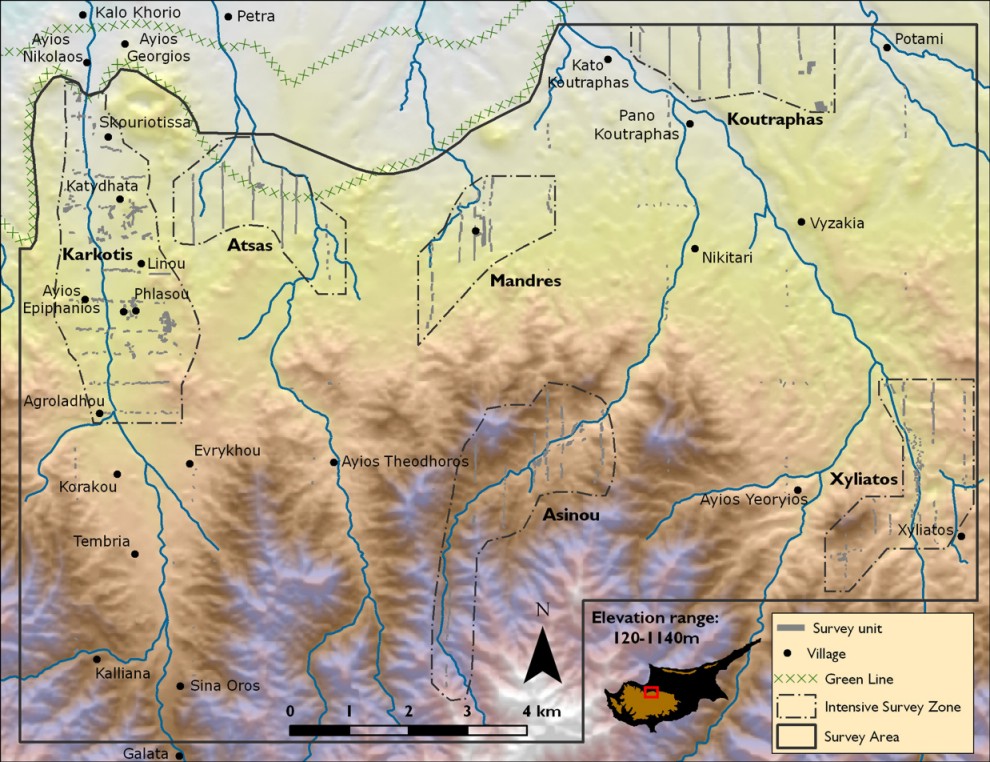 Kalo Khorio
Petra
Ayios
Nikolaos
Ayios
Georgios
Potami
Kato
Koutraphas
Skouriotissa
Pano
Koutraphas
Koutraphas
Katydhata
Vyzakia
Karkotis
Atsas
Linou
Nikitari
Mandres
Ayios
Epiphanios
Phlasou
Agroladhou
Evrykhou
Ayios Theodhoros
Korakou
Xyliatos
Ayios Yeoryios
Asinou
Xyliatos
Tembria
Kalliana
Sina Oros
Galata
N
0 1 2 3 4 km
Elevation range:
120-1140m
Survey unit
Village
Green Line
Intensive Survey Zone
Survey Area